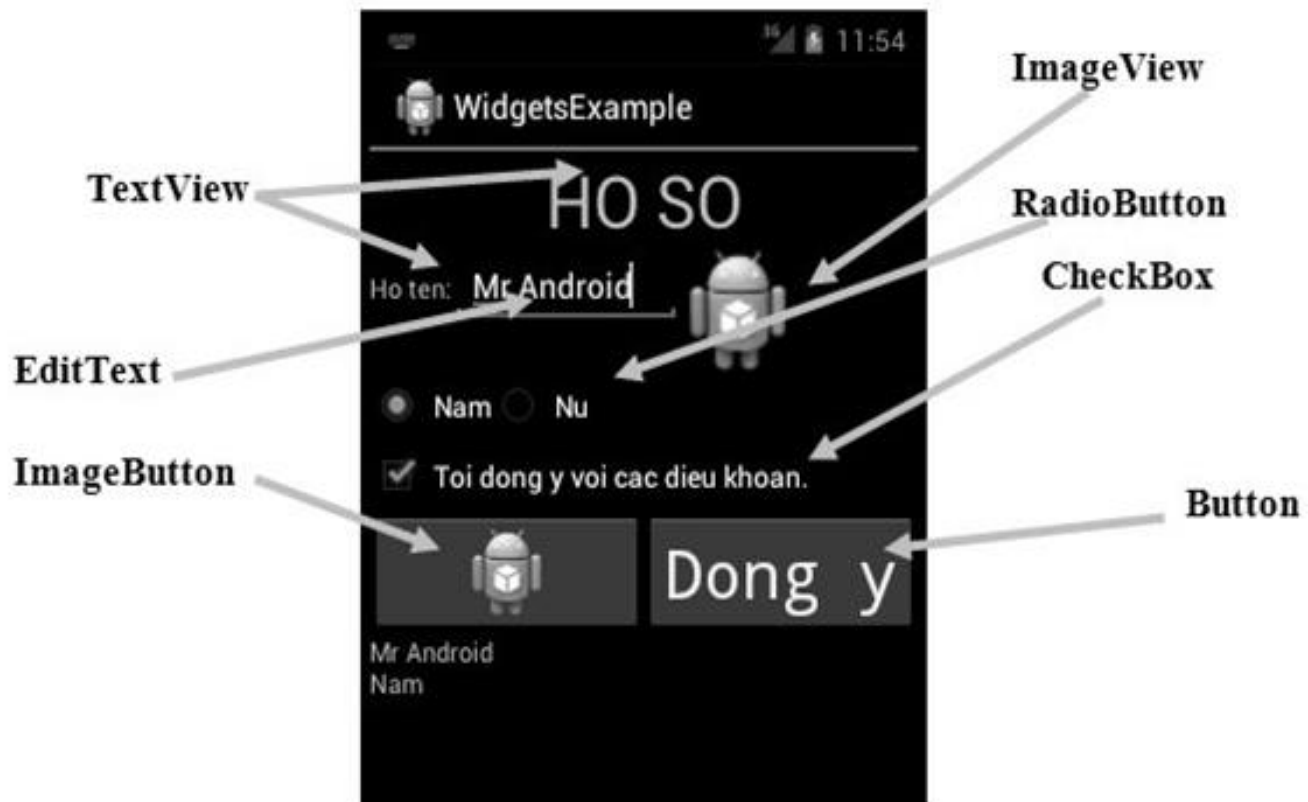 3G 11:54
ImageView
WidgetsExample
TextView
HO SO
RadioButton
CheckBox
Ho ten: Mr Android
EditText
Nam Nu
ImageButton
Toi dong y voi cac dieu khoan.
Button
Dong y
Mr Android
Nam